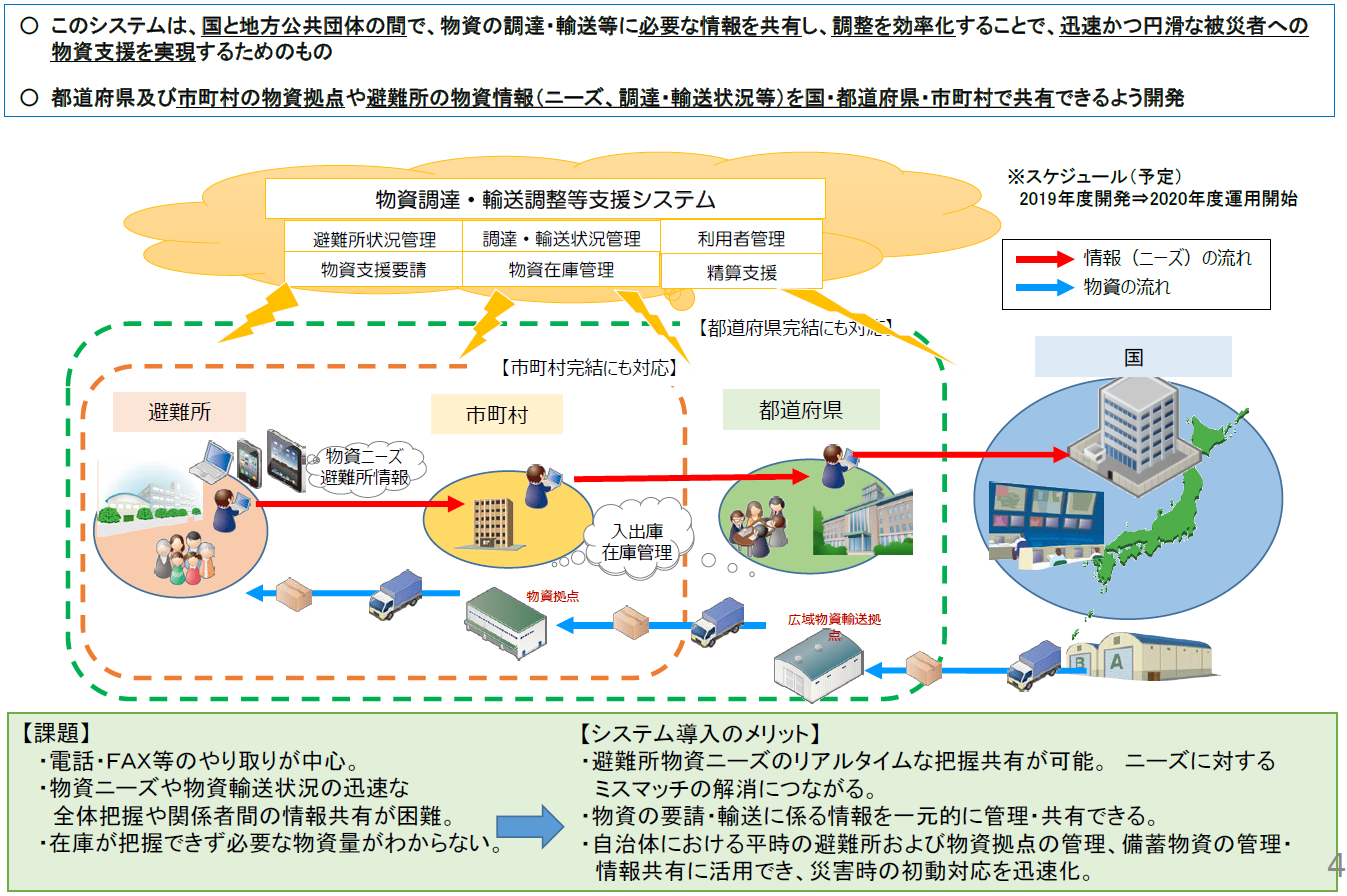 ○ このシステムは、国と地方公共団体の間で、物資の調達・輸送等に必要な情報を共有し、調整を効率化することで、迅速かつ円滑な被災者への
物資支援を実現するためのもの
○ 都道府県及び市町村の物資拠点や避難所の物資情報（ニーズ、調達・輸送状況等）を国・都道府県・市町村で共有できるよう開発
物資調達・輸送調整等支援システム
避難所状況管理 調達・輸送状況管理 利用者管理
物資支援要請 物資在庫管理 精算支援
※スケジュール（予定）
2019年度開発⇒2020年度運用開始
情報（ニーズ）の流れ
物資の流れ
【都道府県完結にも対応】
【市町村完結にも対応】
避難所
市町村
都道府県
国
物資ニーズ
避難所情報
入出庫
在庫管理
物資拠点
広域物資輸送拠
点
B A
【課題】
・電話・FAX等のやり取りが中心。
・物資ニーズや物資輸送状況の迅速な
全体把握や関係者間の情報共有が困難。
・在庫が把握できず必要な物資量がわからない。
【システム導入のメリット】
・避難所物資ニーズのリアルタイムな把握共有が可能。 ニーズに対する
ミスマッチの解消につながる。
・物資の要請・輸送に係る情報を一元的に管理・共有できる。
・自治体における平時の避難所および物資拠点の管理、備蓄物資の管理・
情報共有に活用でき、災害時の初動対応を迅速化。
4